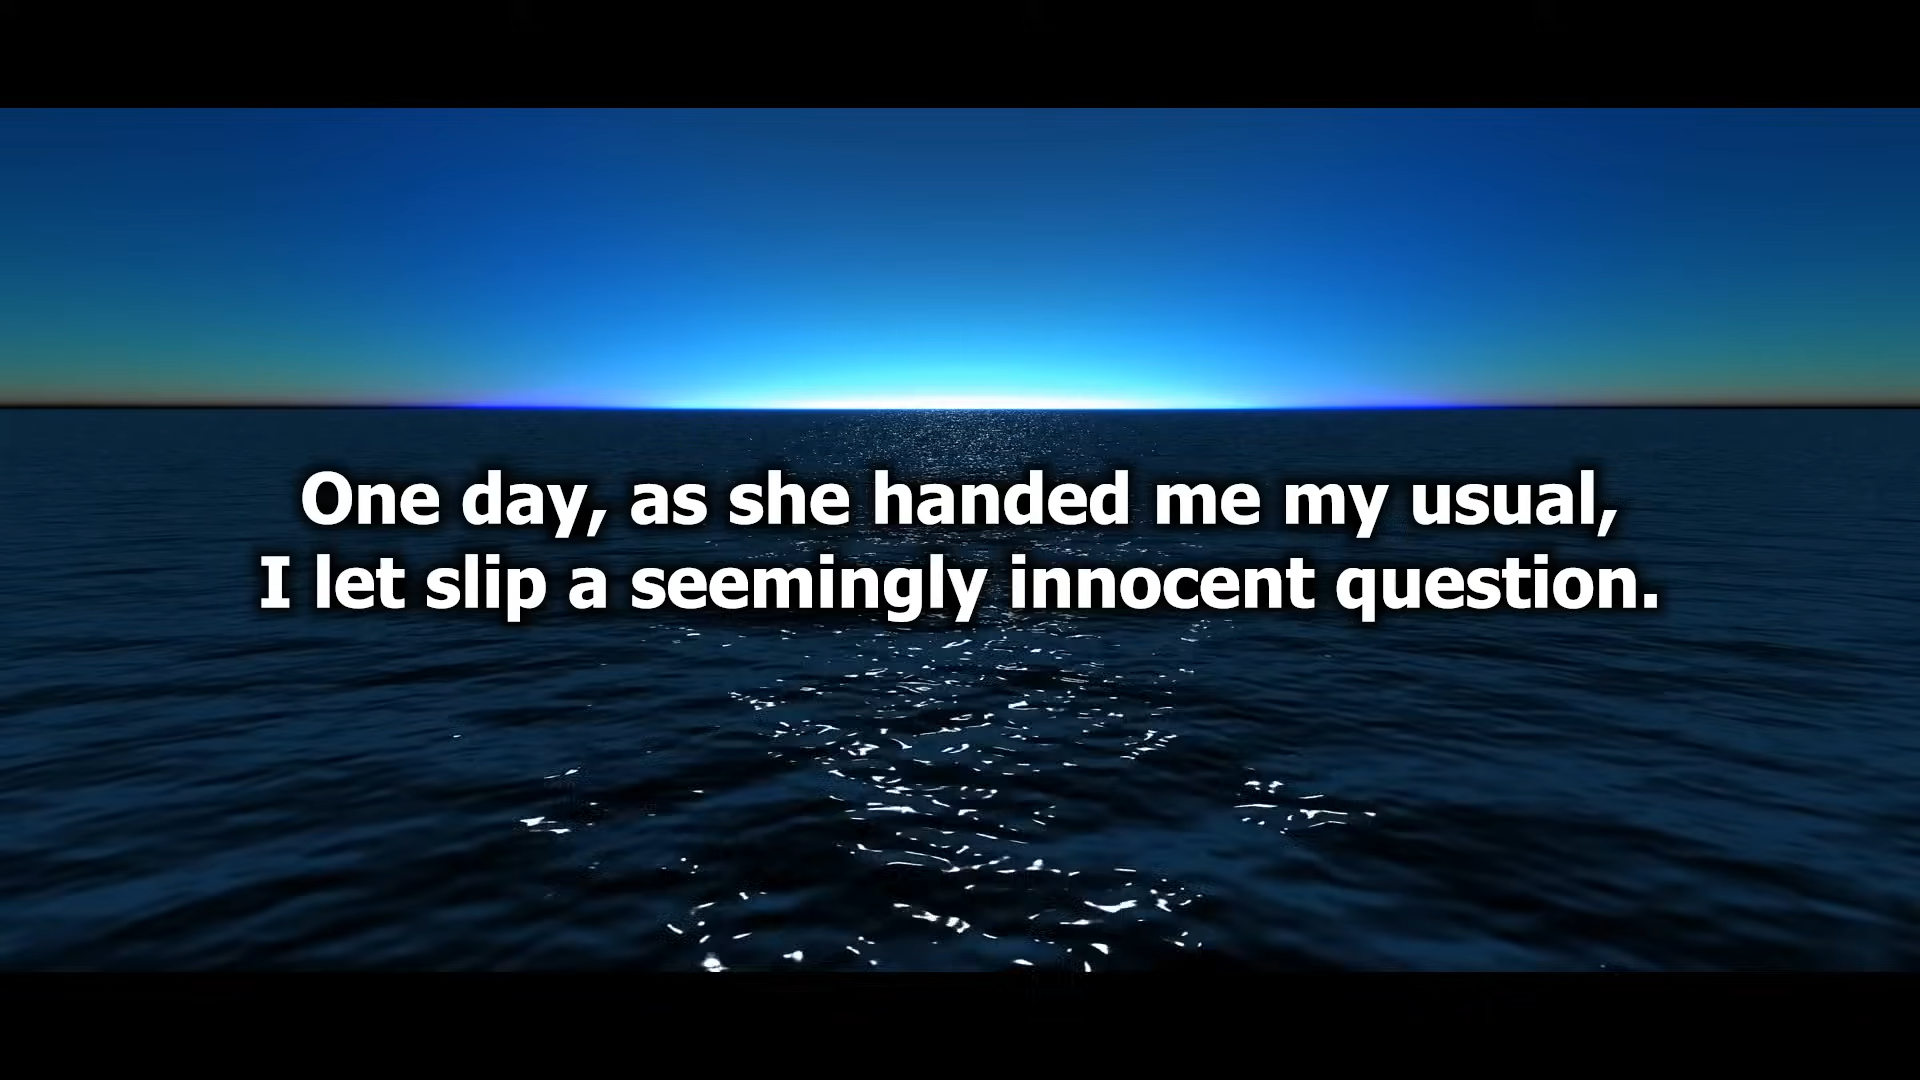 One day, as she handed me my usual,
I let slip a seemingly innocent question.